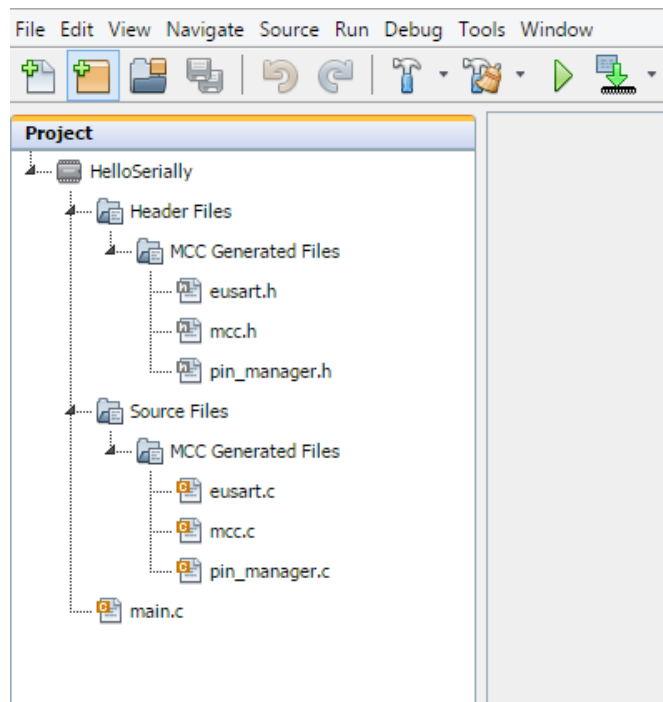 File Edit View Navigate Source Run Debug Tools Window
Project
HelloSerially
Header Files
MCC Generated Files
eusart.h
mcc.h
pin_manager.h
Source Files
MCC Generated Files
eusart.c
mcc.c
pin_manager.c
main.c